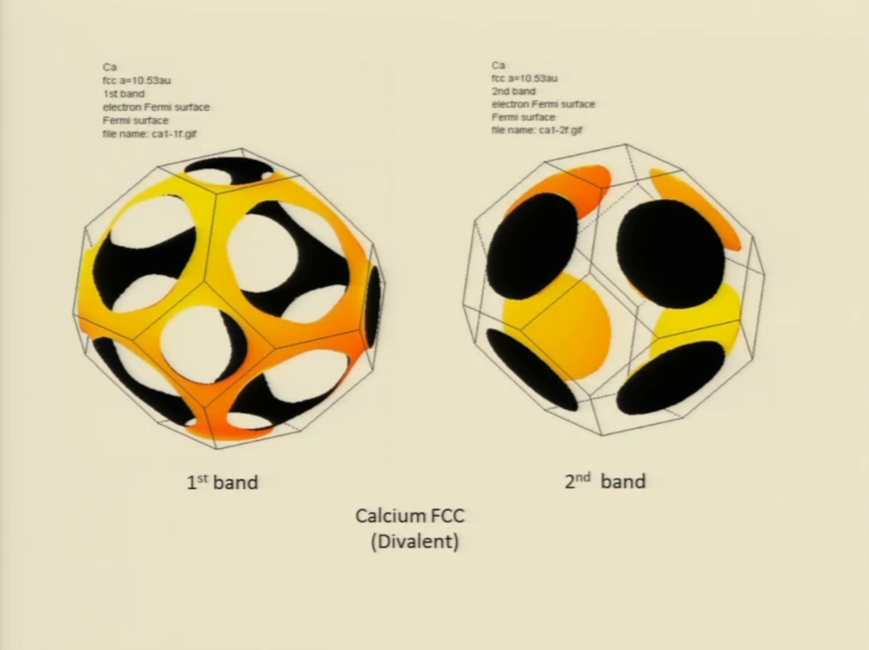 Ca
fcc a=10.53au
1st band
electron Fermi surface
Fermi surface
file name: ca1-1f.gif
Ca
fcc a=10.53au
2nd band
electron Fermi surface
Fermi surface
file name: ca1-2f.gif
1st band
2nd band
Calcium FCC
(Divalent)